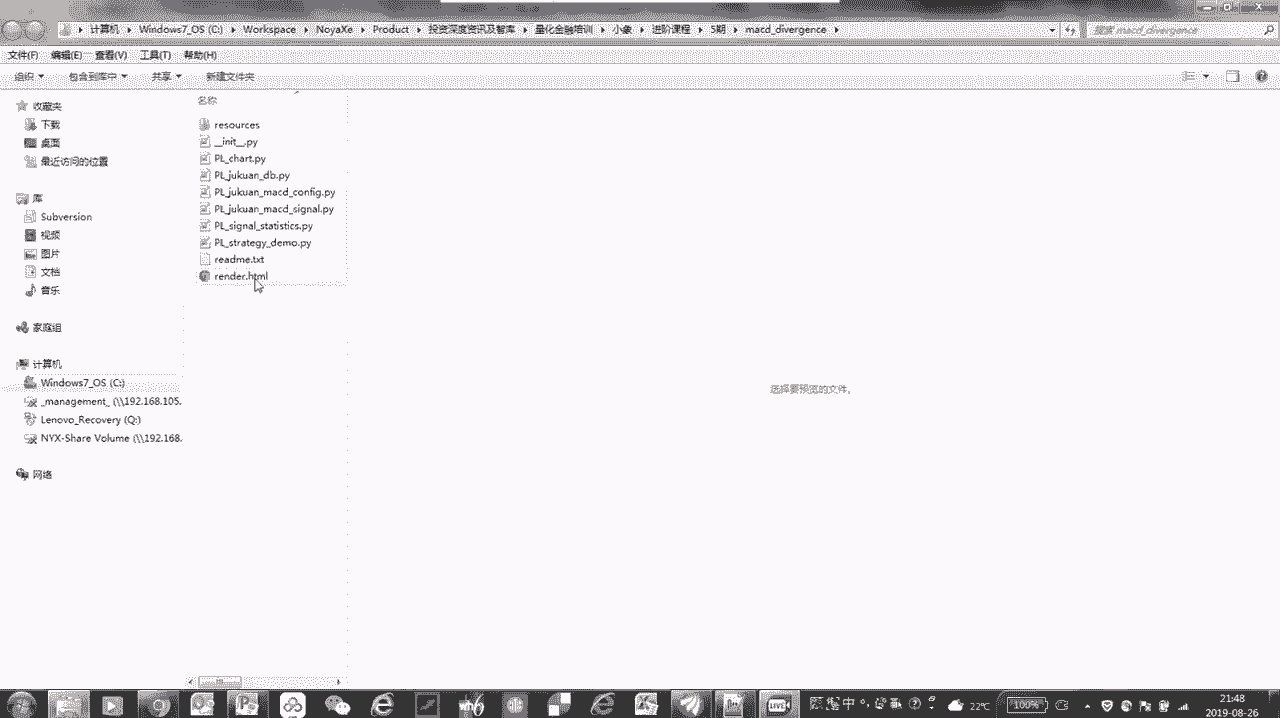 计算机 Windows7_OS (C:) Workspace NoyaXe Product 投资深度资讯及智库 量化金融培训 小象 进阶课程 5期 macd_divergence 搜索 macd_divergence
文件(F) 编辑(E) 查看(V) 工具(T) 帮助(H)
组织 包含到库中 共享 新建文件夹
收藏夹
下载
桌面
最近访问的位置
库
Subversion
视频
图片
文档
音乐
家庭组
计算机
Windows7_OS (C:)
_management_ (\\192.168.105.
Lenovo_Recovery (Q:)
NYX-Share Volume (\\192.168.
网络
名称
resources
__init__.py
PL_chart.py
PL_jukuan_db.py
PL_jukuan_macd_config.py
PL_jukuan_macd_signal.py
PL_signal_statistics.py
PL_strategy_demo.py
readme.txt
render.html
选择要预览的文件。
中
22℃
100%
21:48
2019-08-26